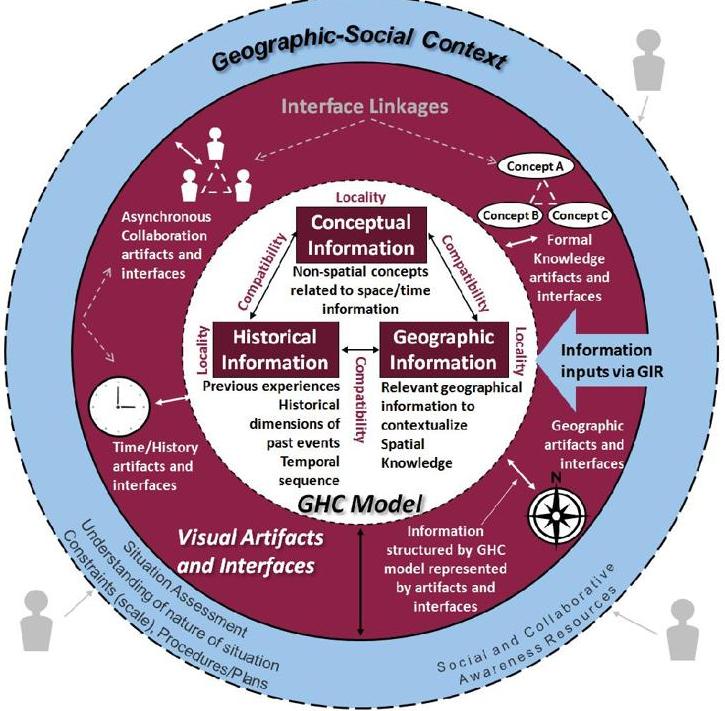 Geographic-Social Context
Interface Linkages
Concept A
Concept B
Concept C
Asynchronous
Collaboration
artifacts and
interfaces
Formal
Knowledge
artifacts and
interfaces
Locality
Conceptual
Information
Non-spatial concepts
related to space/time
information
Compatibility
Compatibility
Locality
Historical
Information
Geographic
Information
Locality
Compatibility
Previous experiences
Historical
dimensions of
past events
Temporal
sequence
Relevant geographical
information to
contextualize
Spatial
Knowledge
GHC Model
Information
inputs via GIR
Time/History
artifacts and
interfaces
Geographic
artifacts and
interfaces
N
Visual Artifacts
and Interfaces
Information
structured by GHC
model represented
by artifacts and
interfaces
Situation Assessment
Understanding of nature of situation
Constraints (scale), Procedures/Plans
Social and Collaborative
Awareness Resources